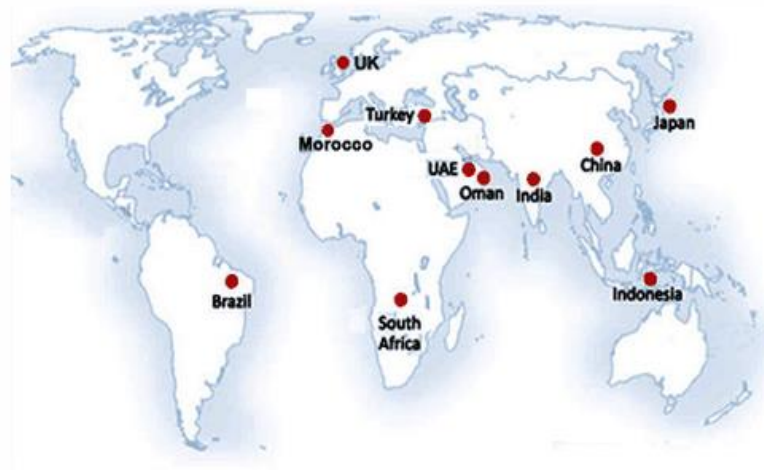 UK
Turkey
Morocco
Japan
China
UAE
Oman
India
Brazil
Indonesia
South
Africa